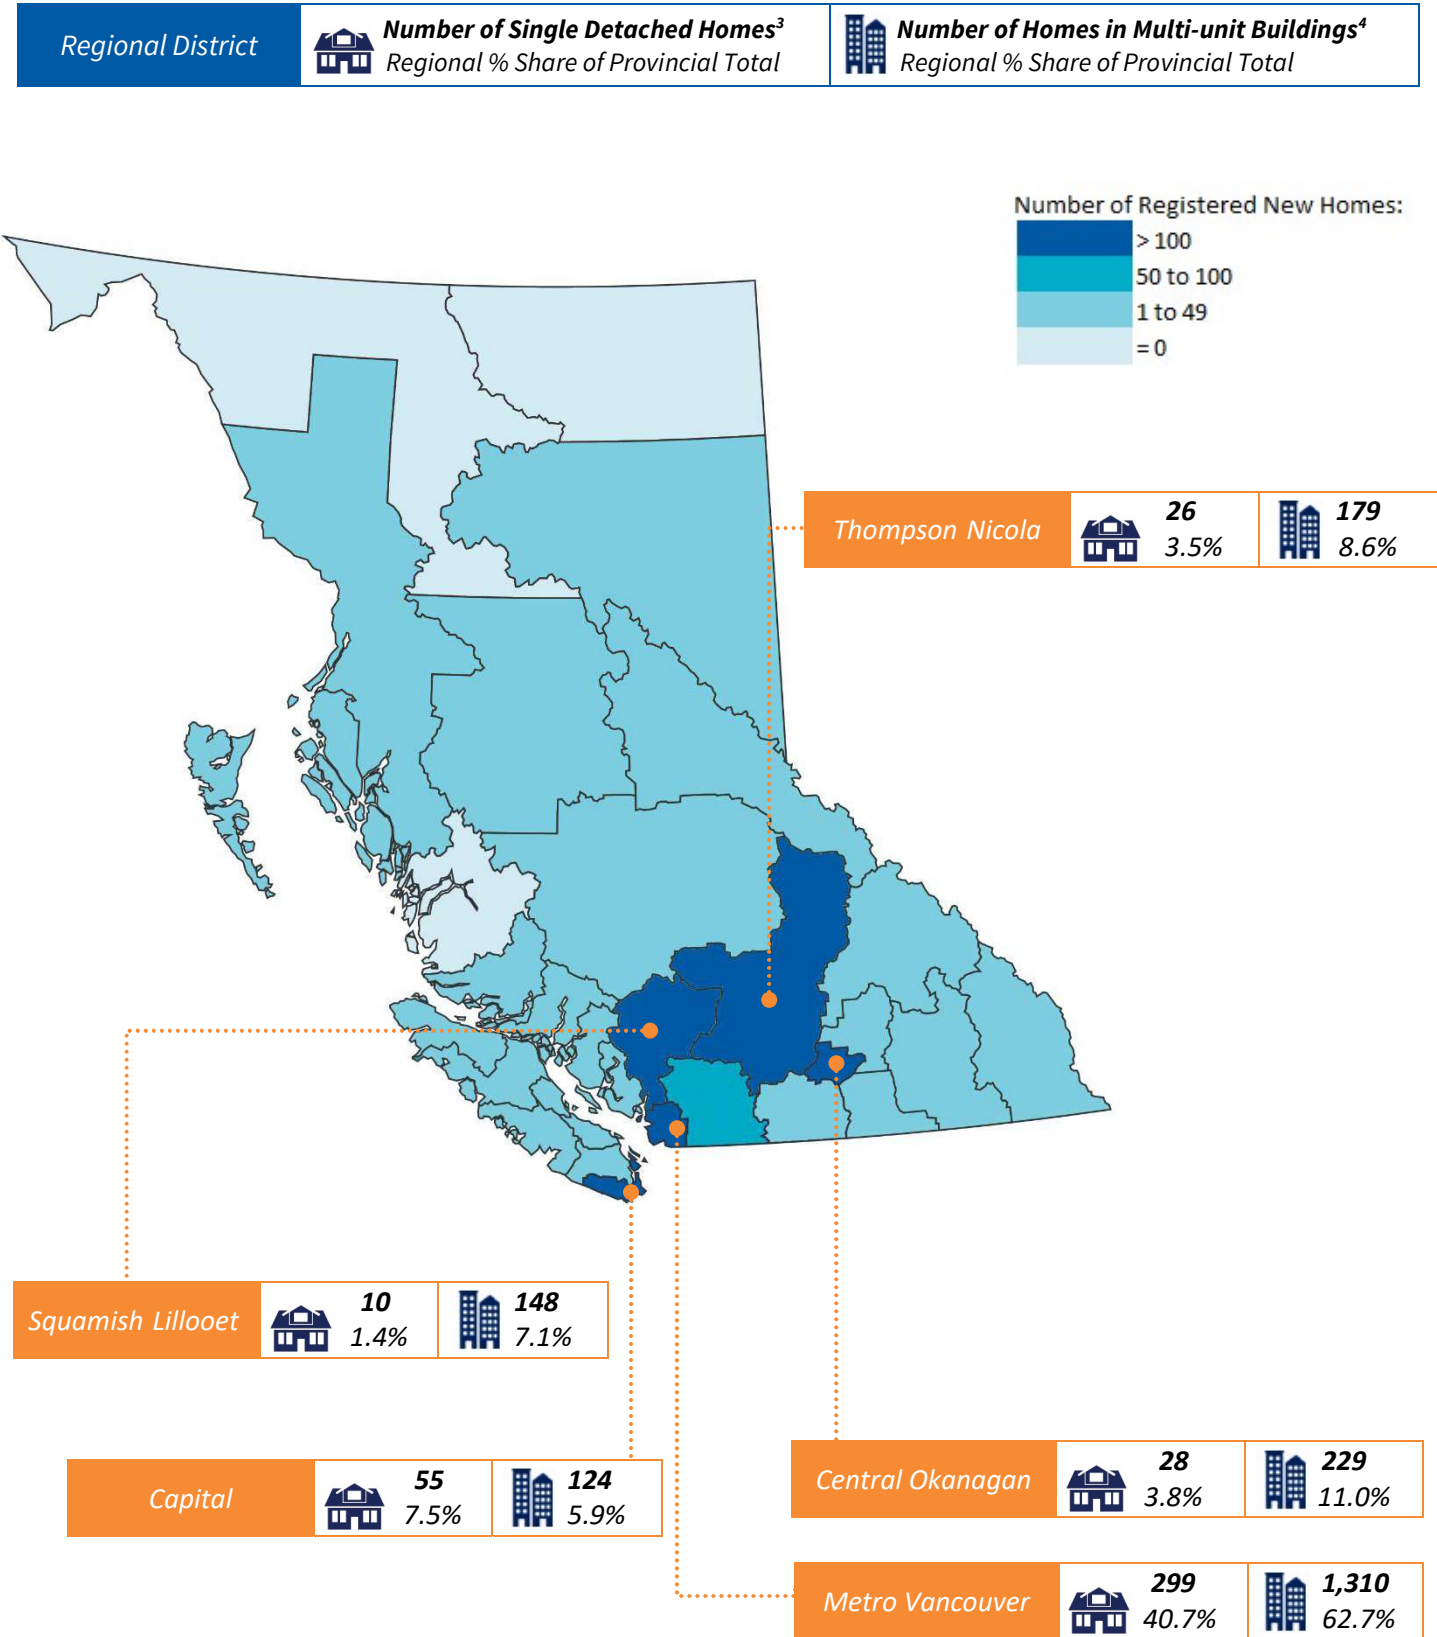 Regional District
Number of Single Detached Homes³
Regional % Share of Provincial Total
Number of Homes in Multi-unit Buildings⁴
Regional % Share of Provincial Total
Number of Registered New Homes:
> 100
50 to 100
1 to 49
= 0
Thompson Nicola
26
3.5%
179
8.6%
Squamish Lillooet
10
1.4%
148
7.1%
Capital
55
7.5%
124
5.9%
Central Okanagan
28
3.8%
229
11.0%
Metro Vancouver
299
40.7%
1,310
62.7%